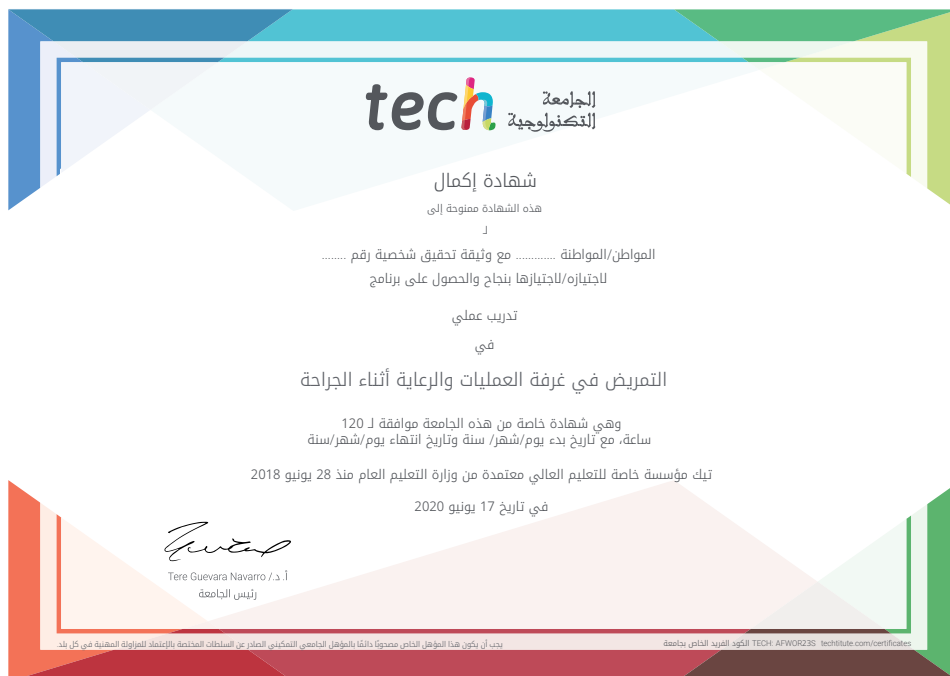 tech الجامعة
التكنولوجية
شهادة إكمال
هذه الشهادة ممنوحة إلى
لـ
المواطن/المواطنة ............ مع وثيقة تحقيق شخصية رقم ........
لاجتيازه/لاجتيازها بنجاح والحصول على برنامج
تدريب عملي
في
التمريض في غرفة العمليات والرعاية أثناء الجراحة
وهي شهادة خاصة من هذه الجامعة موافقة لـ 120
ساعة، مع تاريخ بدء يوم/شهر/ سنة وتاريخ انتهاء يوم/شهر/سنة
تيك مؤسسة خاصة للتعليم العالي معتمدة من وزارة التعليم العام منذ 28 يونيو 2018
في تاريخ 17 يونيو 2020
أ.د./ Tere Guevara Navarro
رئيس الجامعة
يجب أن يكون هذا المؤهل الخاص مصحوبًا دائمًا بالمؤهل الجامعي التمكيني الصادر عن السلطات المختصة بالإعتماد للمزاولة المهنية في كل بلد.
الكود الفريد الخاص بجامعة TECH: AFWOR23S techtitute.com/certificates